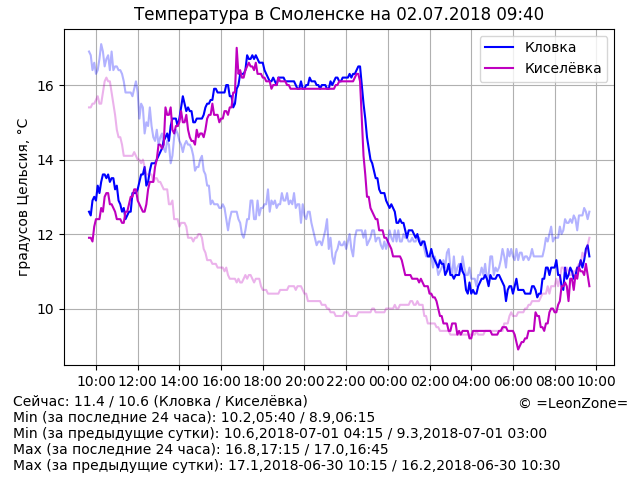 Температура в Смоленске на 02.07.2018 09:40
Кловка
Киселёвка
градусов Цельсия, °C
16
14
12
10
10:00 12:00 14:00 16:00 18:00 20:00 22:00 00:00 02:00 04:00 06:00 08:00 10:00
Сейчас: 11.4 / 10.6 (Кловка / Киселёвка)
© =LeonZone=
Min (за последние 24 часа): 10.2,05:40 / 8.9,06:15
Min (за предыдущие сутки): 10.6,2018-07-01 04:15 / 9.3,2018-07-01 03:00
Max (за последние 24 часа): 16.8,17:15 / 17.0,16:45
Max (за предыдущие сутки): 17.1,2018-06-30 10:15 / 16.2,2018-06-30 10:30